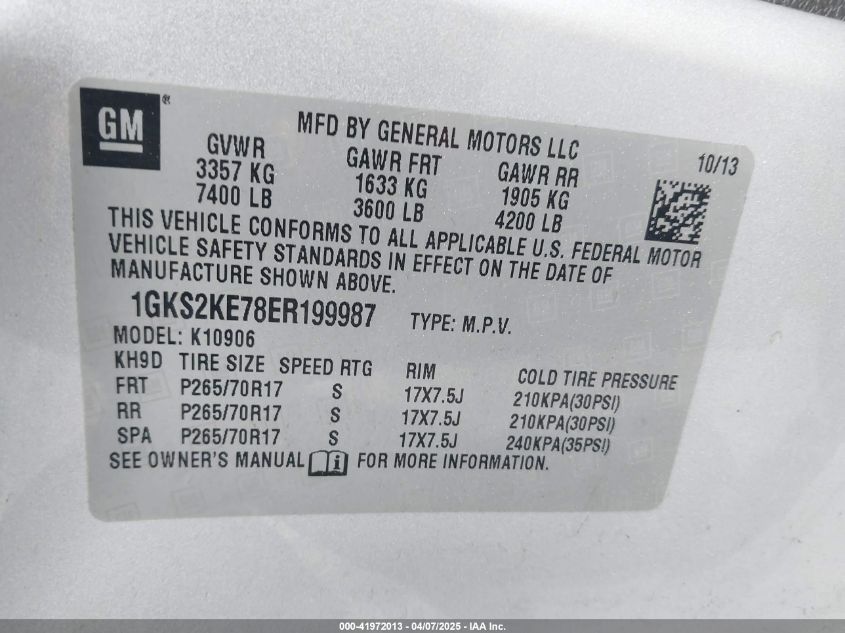 GM ®
MFD BY GENERAL MOTORS LLC
10/13
GVWR GAWR FRT GAWR RR
3357 KG 1633 KG 1905 KG
7400 LB 3600 LB 4200 LB
THIS VEHICLE CONFORMS TO ALL APPLICABLE U.S. FEDERAL MOTOR
VEHICLE SAFETY STANDARDS IN EFFECT ON THE DATE OF
MANUFACTURE SHOWN ABOVE.
1GKS2KE78ER199987 TYPE: M.P.V.
MODEL: K10906
KH9D TIRE SIZE SPEED RTG RIM COLD TIRE PRESSURE
FRT P265/70R17 S 17X7.5J 210KPA(30PSI)
RR P265/70R17 S 17X7.5J 210KPA(30PSI)
SPA P265/70R17 S 17X7.5J 240KPA(35PSI)
SEE OWNER'S MANUAL i FOR MORE INFORMATION.
000-41972013 - 04/07/2025 - IAA Inc.